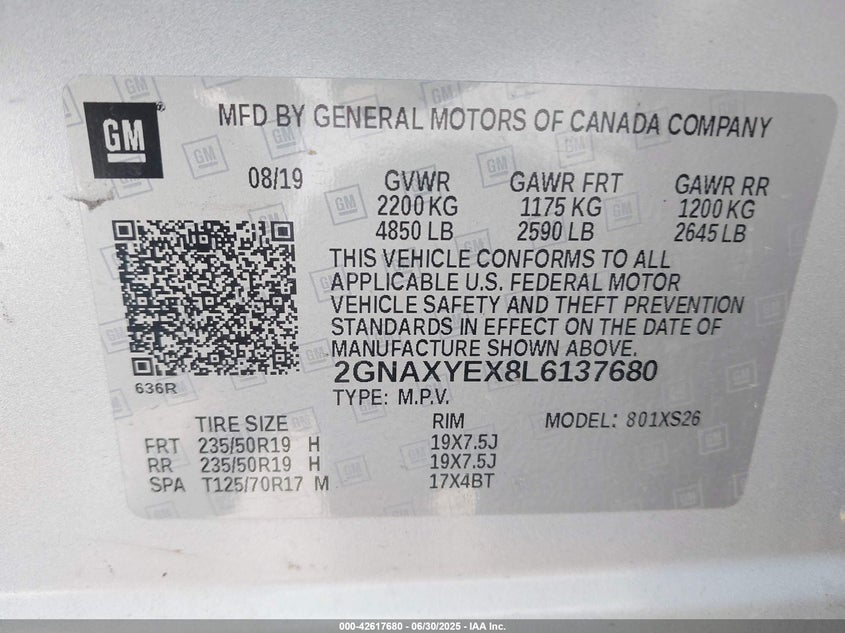 GM
MFD BY GENERAL MOTORS OF CANADA COMPANY
08/19 GVWR GAWR FRT GAWR RR
2200 KG 1175 KG 1200 KG
4850 LB 2590 LB 2645 LB
THIS VEHICLE CONFORMS TO ALL
APPLICABLE U.S. FEDERAL MOTOR
VEHICLE SAFETY AND THEFT PREVENTION
STANDARDS IN EFFECT ON THE DATE OF
MANUFACTURE SHOWN ABOVE.
2GNAXYEX8L6137680
636R
TYPE: M.P.V.
TIRE SIZE RIM MODEL: 801XS26
FRT 235/50R19 H 19X7.5J
RR 235/50R19 H 19X7.5J
SPA T125/70R17 M 17X4BT
000-42617680 - 06/30/2025 - IAA Inc.